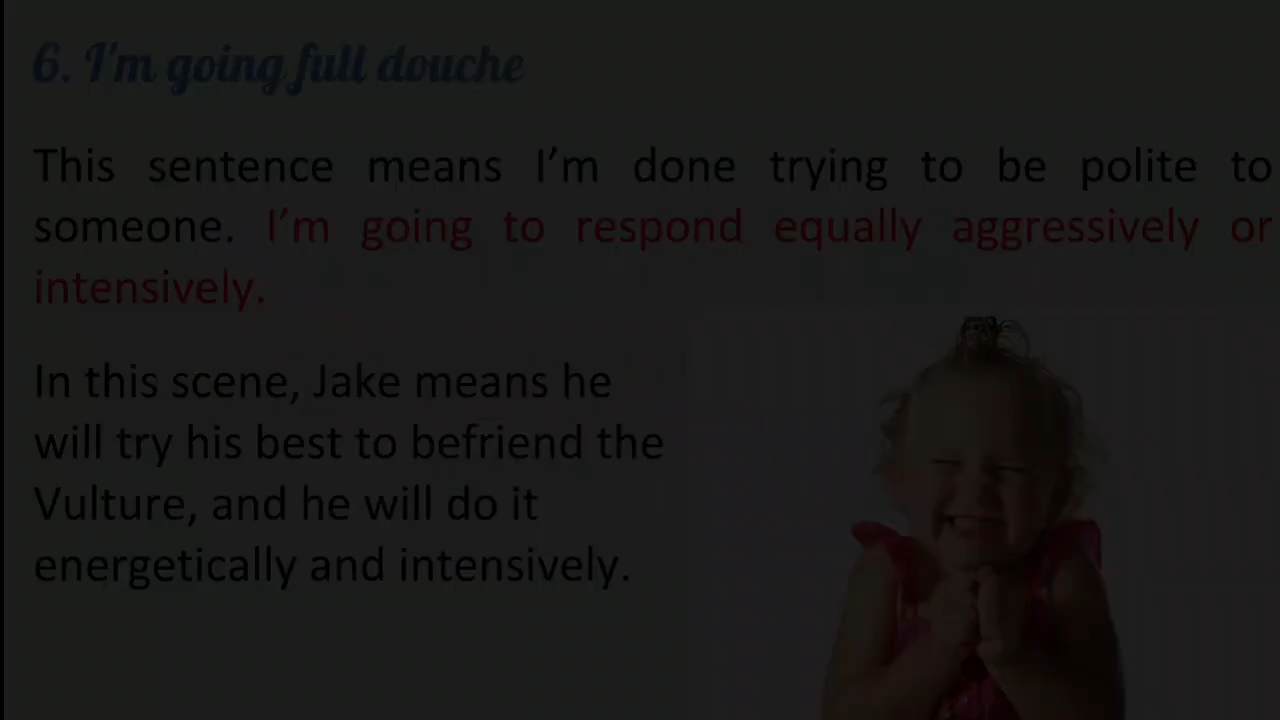 6. I'm going full douche
This sentence means I’m done trying to be polite to
someone. I’m going to respond equally aggressively or
intensively.
In this scene, Jake means he
will try his best to befriend the
Vulture, and he will do it
energetically and intensively.